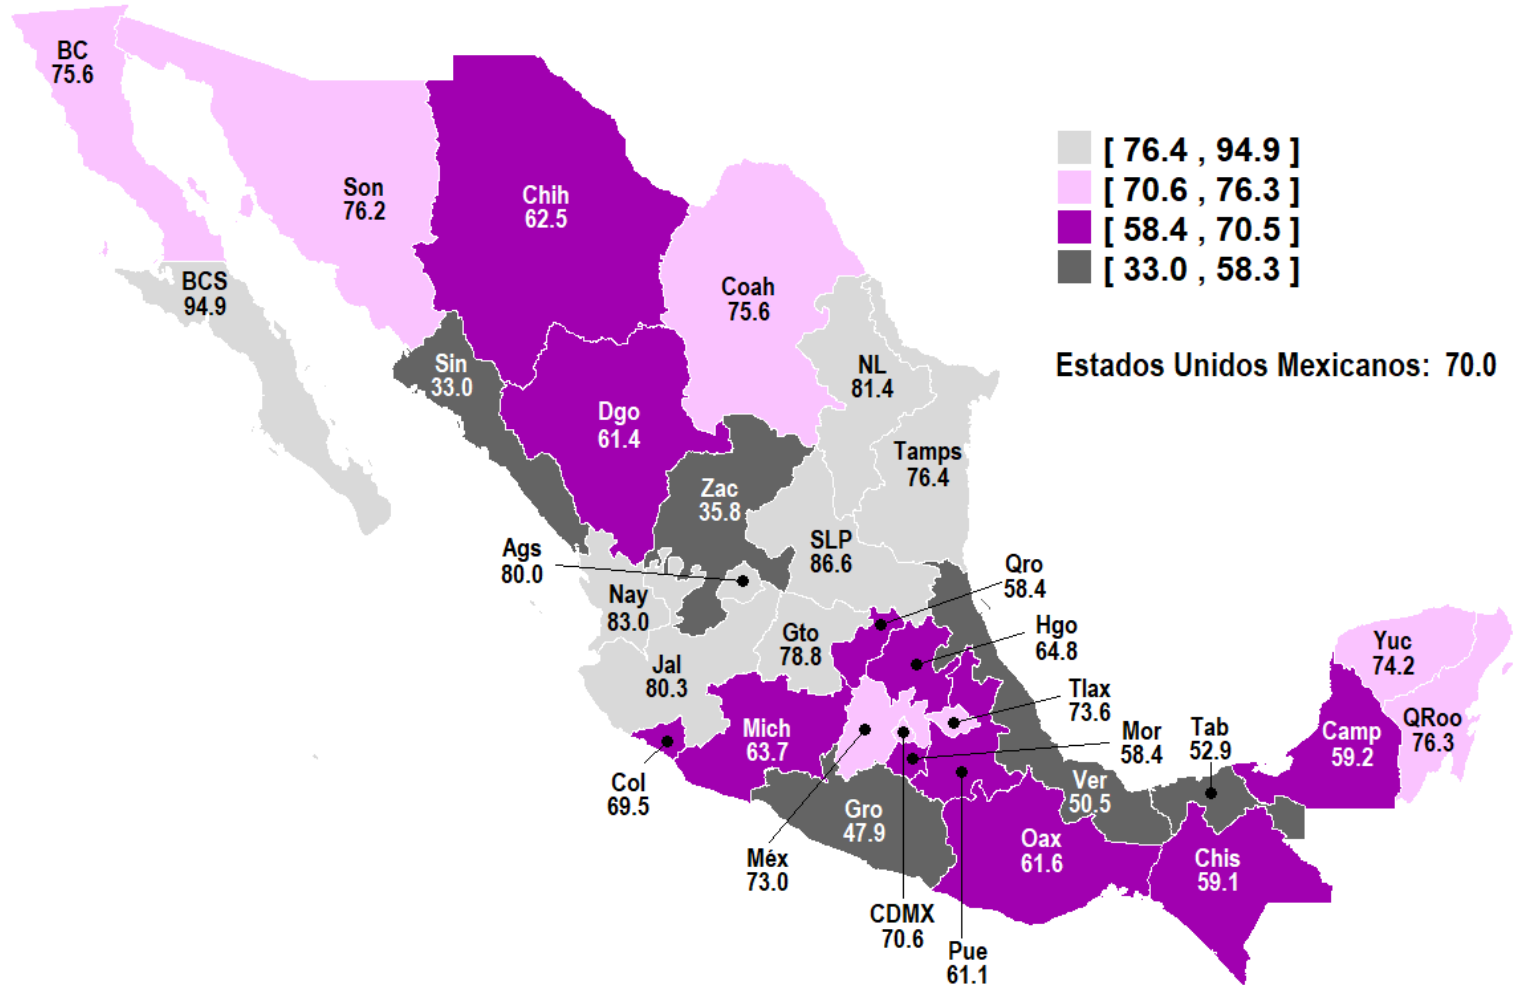 BC
75.6
Son
76.2
Chih
62.5
BCS
94.9
Coah
75.6
Sin
33.0
NL
81.4
Dgo
61.4
Tamps
76.4
Zac
35.8
Ags
80.0
SLP
86.6
Nay
83.0
Gto
78.8
Jal
80.3
Qro
58.4
Hgo
64.8
Tlax
73.6
Mor
58.4
Tab
52.9
Yuc
74.2
QRoo
76.3
Camp
59.2
Mich
63.7
Col
69.5
Ver
50.5
Gro
47.9
Méx
73.0
Oax
61.6
Chis
59.1
CDMX
70.6
Pue
61.1
[ 76.4 , 94.9 ]
[ 70.6 , 76.3 ]
[ 58.4 , 70.5 ]
[ 33.0 , 58.3 ]
Estados Unidos Mexicanos: 70.0